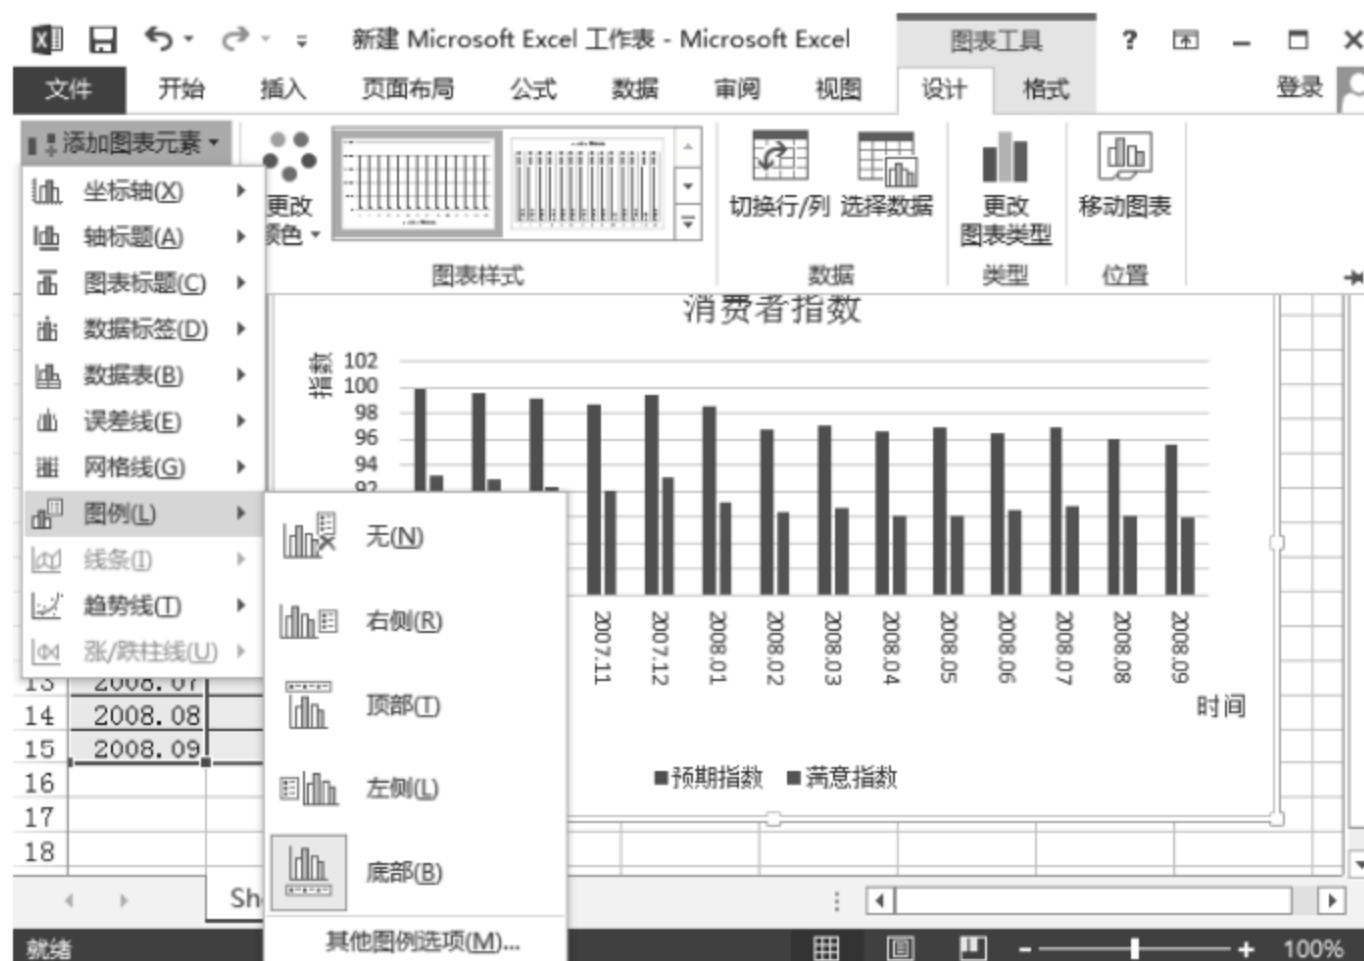 新建 Microsoft Excel 工作表 - Microsoft Excel
图表工具
?
文件 开始 插入 页面布局 公式 数据 审阅 视图 设计 格式 登录
添加图表元素
坐标轴(X)
轴标题(A)
图表标题(C)
数据标签(D)
数据表(B)
误差线(E)
网格线(G)
图例(L)
线条(I)
趋势线(T)
涨/跌柱线(U)
更改
颜色
图表样式
切换行/列 选择数据
数据
更改
图表类型
类型
移动图表
位置
消费者指数
指数
102
100
98
96
94
92
2007.11
2007.12
2008.01
2008.02
2008.03
2008.04
2008.05
2008.06
2008.07
2008.08
2008.09
时间
■预期指数 ■满意指数
无(N)
右侧(R)
顶部(T)
左侧(L)
底部(B)
其他图例选项(M)...
13 2008.07
14 2008.08
15 2008.09
16
17
18
Sh
就绪
100%